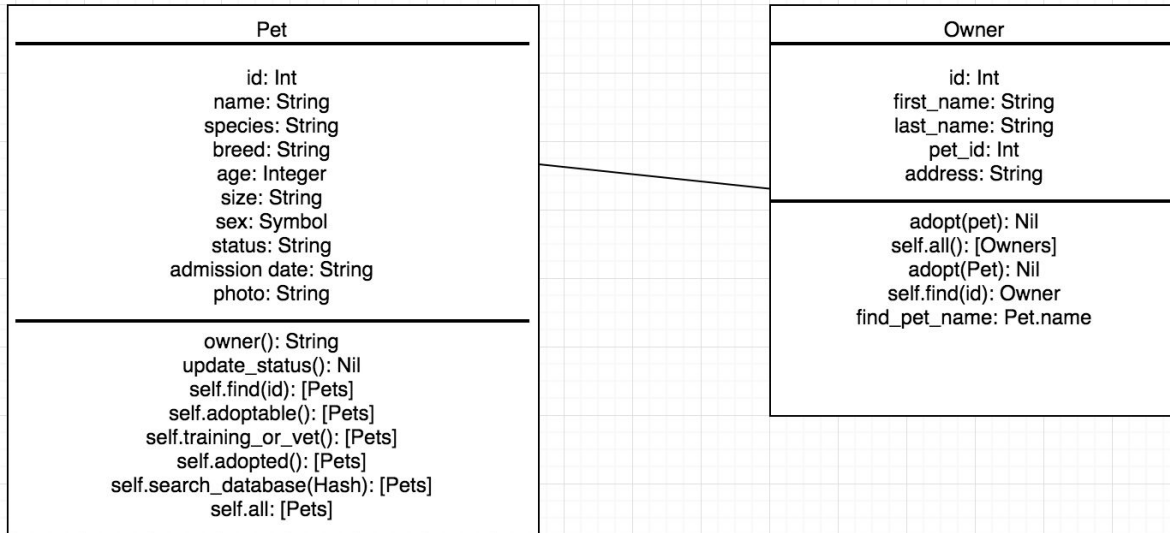 Pet
id: Int
name: String
species: String
breed: String
age: Integer
size: String
sex: Symbol
status: String
admission date: String
photo: String
owner(): String
update_status(): Nil
self.find(id): [Pets]
self.adoptable(): [Pets]
self.training_or_vet(): [Pets]
self.adopted(): [Pets]
self.search_database(Hash): [Pets]
self.all: [Pets]
Owner
id: Int
first_name: String
last_name: String
pet_id: Int
address: String
adopt(pet): Nil
self.all(): [Owners]
adopt(Pet): Nil
self.find(id): Owner
find_pet_name: Pet.name